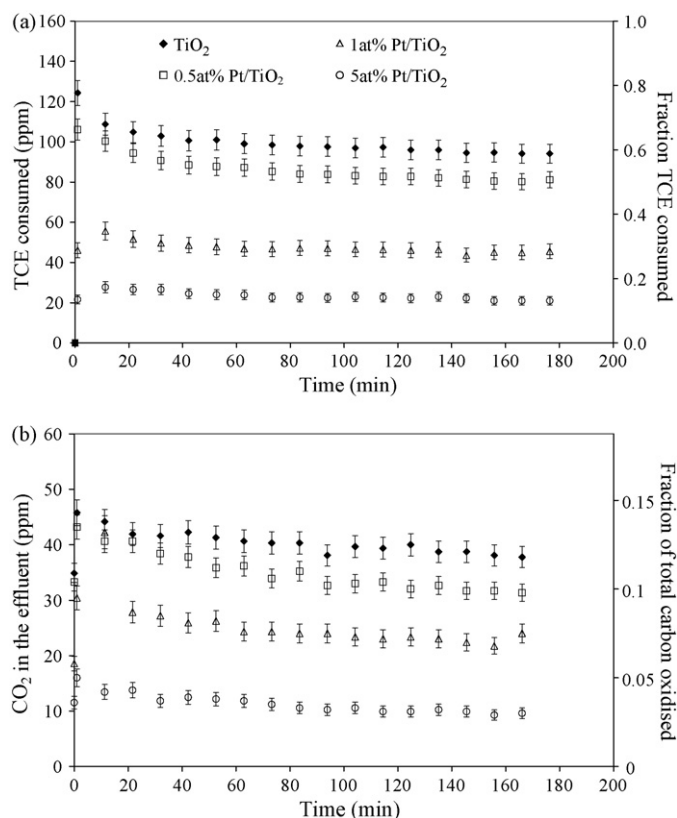 (a)
TiO2
1at% Pt/TiO2
0.5at% Pt/TiO2
5at% Pt/TiO2
TCE consumed (ppm)
160
140
120
100
80
60
40
20
0
Fraction TCE consumed
1.0
0.8
0.6
0.4
0.2
0.0
0 20 40 60 80 100 120 140 160 180 200
Time (min)
(b)
CO2 in the effluent (ppm)
60
50
40
30
20
10
0
Fraction of total carbon oxidised
0.15
0.1
0.05
0
0 20 40 60 80 100 120 140 160 180 200
Time (min)